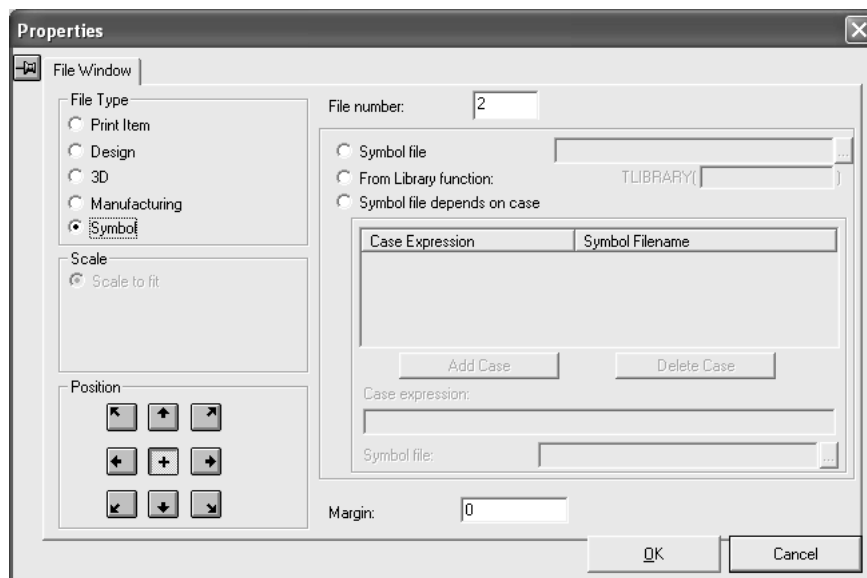 Properties
File Window
File Type
Print Item
Design
3D
Manufacturing
Symbol
Scale
Scale to fit
Position
File number: 2
Symbol file ...
From Library function: TLIBRARY( )
Symbol file depends on case
Case Expression Symbol Filename
Add Case Delete Case
Case expression:
Symbol file: ...
Margin: 0
OK Cancel